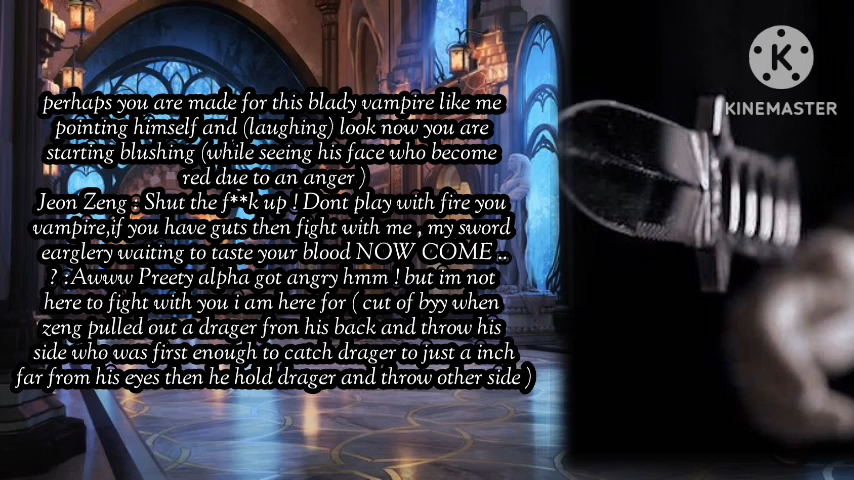 perhaps you are made for this blady vampire like me
pointing himself and (laughing) look now you are
starting blushing (while seeing his face who become
red due to an anger )
Jeon Zeng : Shut the f**k up ! Dont play with fire you
vampire,if you have guts then fight with me , my sword
earglery waiting to taste your blood NOW COME ..
? :Awww Preety alpha got angry hmm ! but im not
here to fight with you i am here for ( cut of byy when
zeng pulled out a drager fron his back and throw his
side who was first enough to catch drager to just a inch
far from his eyes then he hold drager and throw other side )
K
KINEMASTER